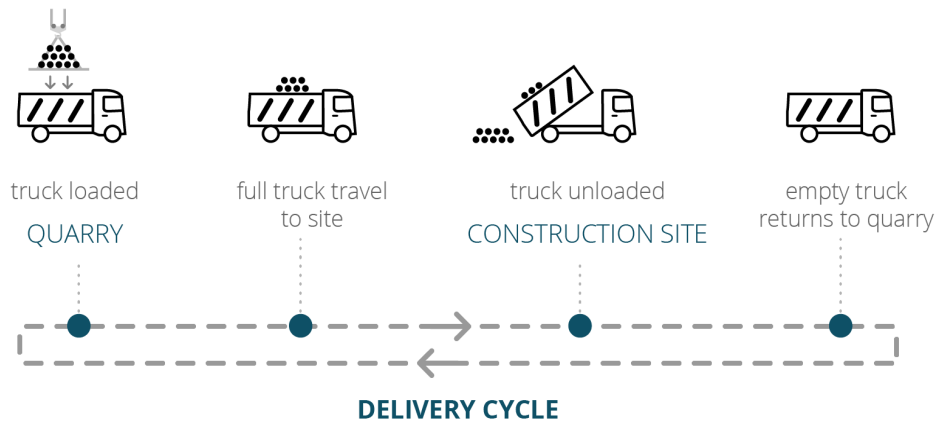 truck loaded
QUARRY
full truck travel
to site
truck unloaded
CONSTRUCTION SITE
empty truck
returns to quarry
DELIVERY CYCLE